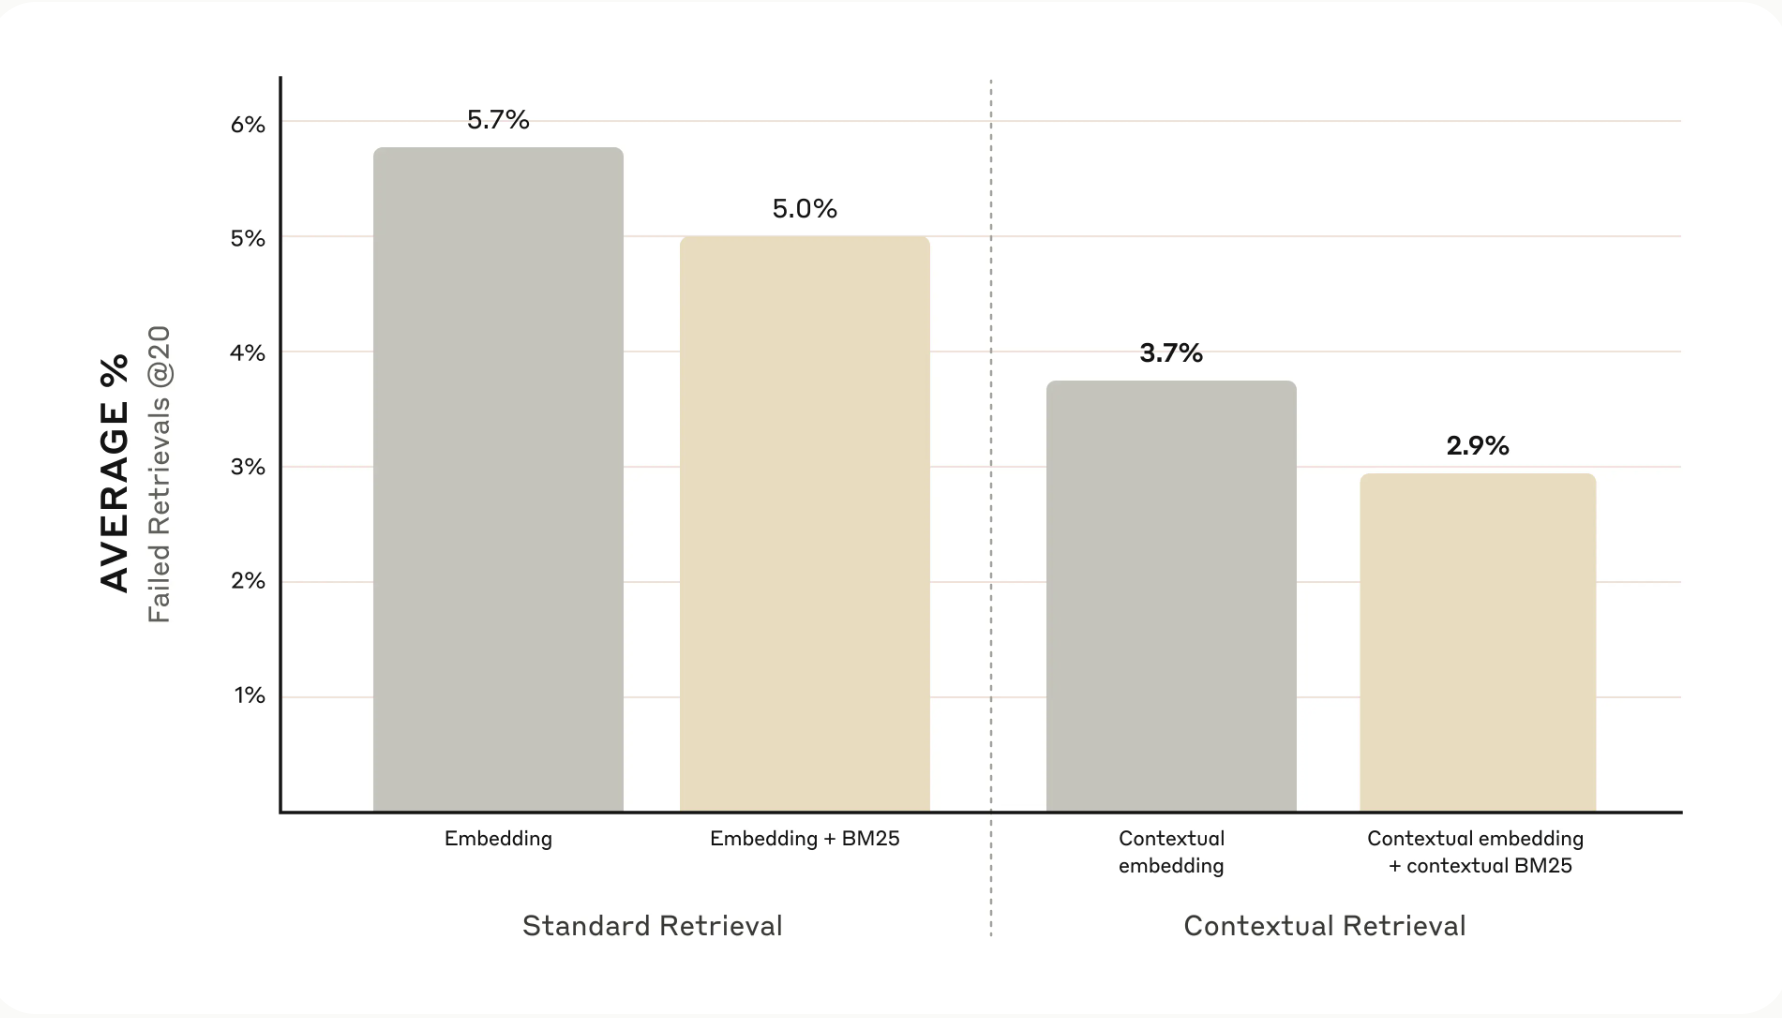 AVERAGE %
Failed Retrievals @20
6%
5%
4%
3%
2%
1%
5.7%
5.0%
3.7%
2.9%
Embedding
Embedding + BM25
Contextual
embedding
Contextual embedding
+ contextual BM25
Standard Retrieval
Contextual Retrieval